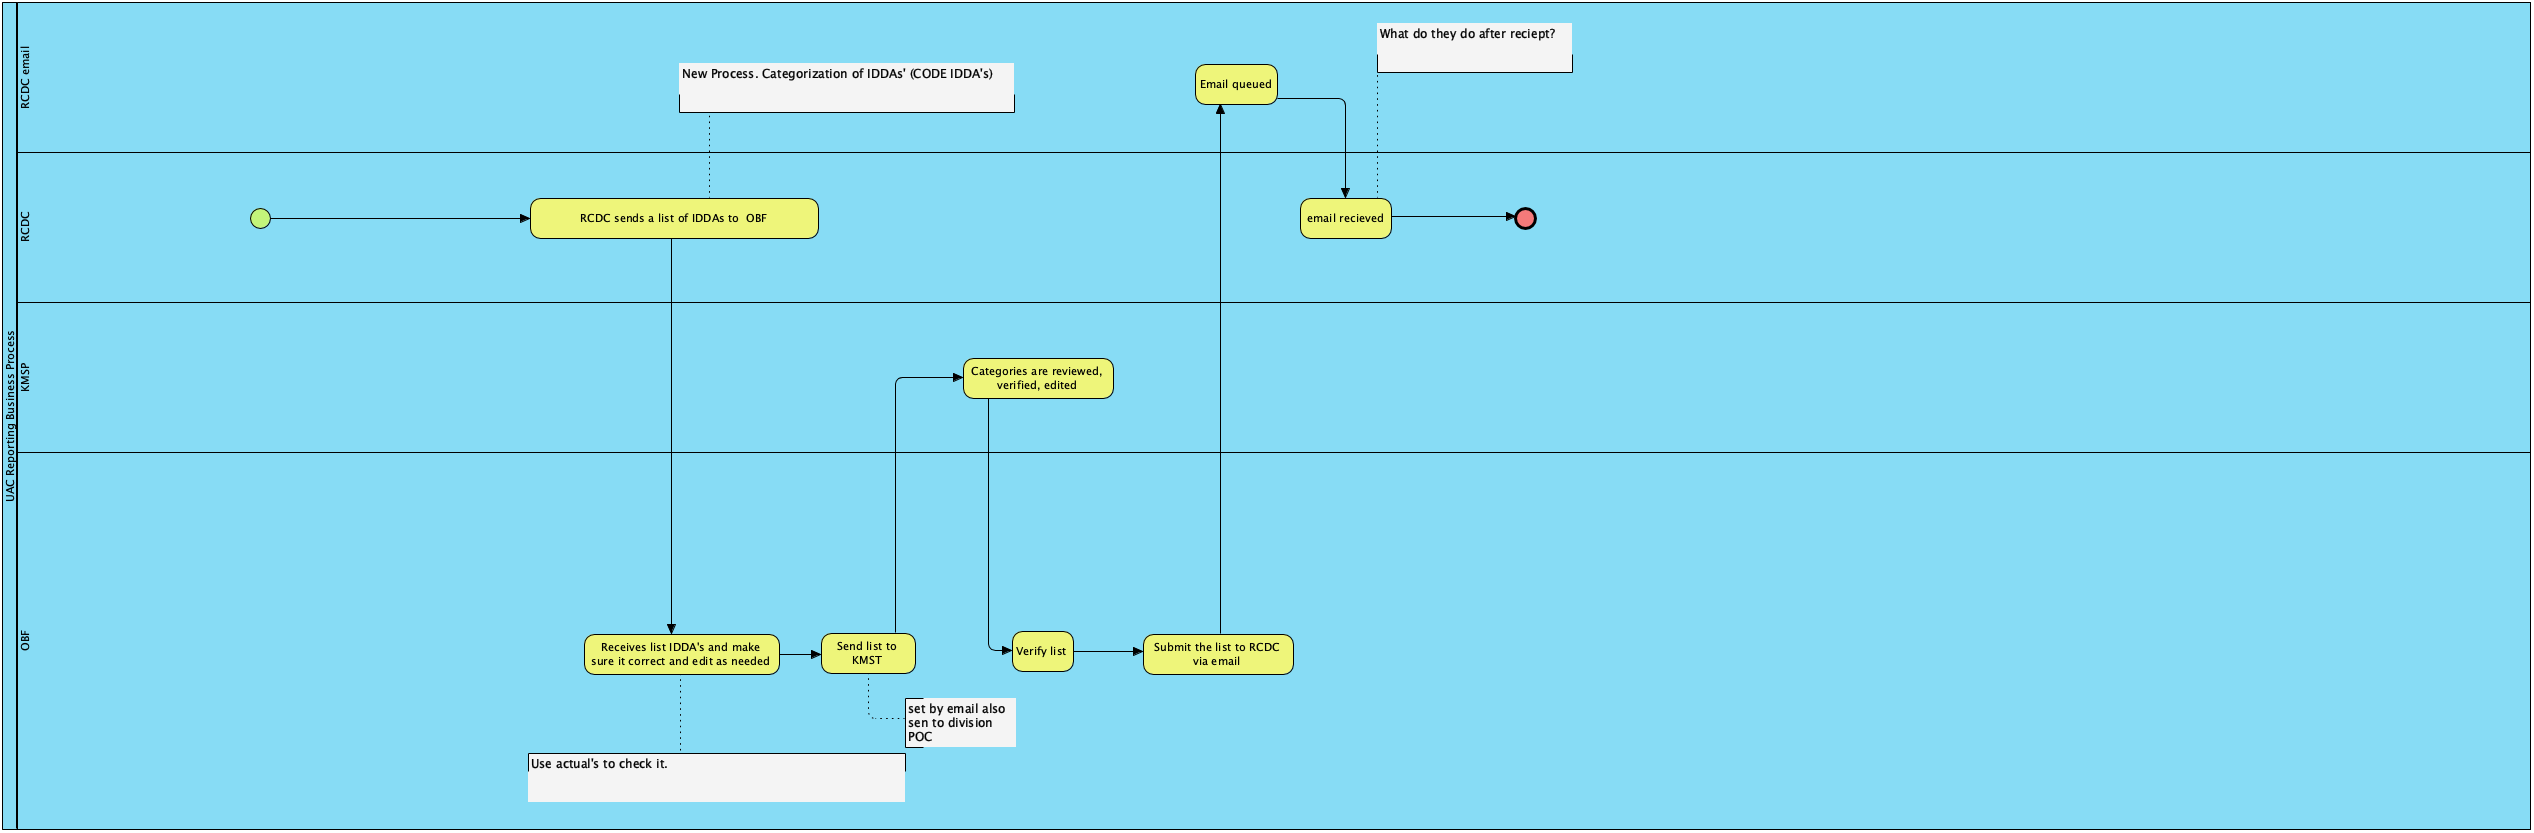 UAC Reporting Business Process
RCDC email
New Process. Categorization of IDDAs' (CODE IDDA's)
Email queued
What do they do after reciept?
RCDC
RCDC sends a list of IDDAs to  OBF
email recieved
KMSP
Categories are reviewed,
verified, edited
OBF
Receives list IDDA's and make
sure it correct and edit as needed
Send list to
KMST
Verify list
Submit the list to RCDC
via email
set by email also
sen to division
POC
Use actual's to check it.